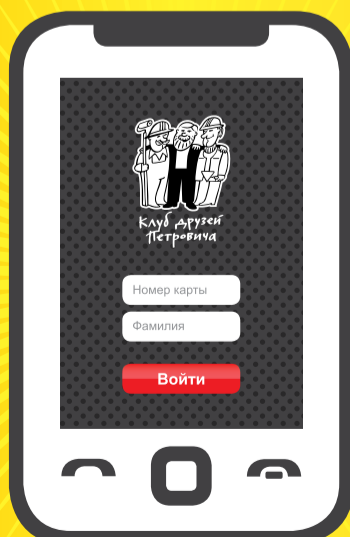 Клуб друзей
Петровича
Номер карты
Фамилия
Войти